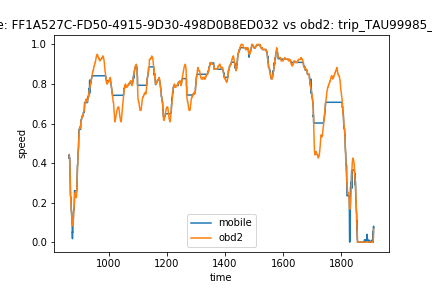 e: FF1A527C-FD50-4915-9D30-498D0B8ED032 vs obd2: trip_TAU99985_
1.0
0.8
0.6
0.4
0.2
0.0
speed
mobile
obd2
1000
1200
1400
1600
1800
time